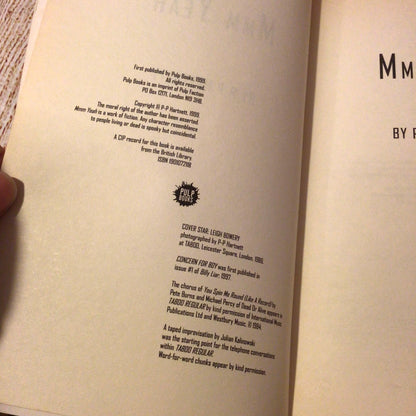 First published by Pulp Books, 1999.
All rights reserved.
Pulp Books is an imprint of Pulp Faction
PO Box 12171, London N19 3HB.
Copyright © P-P Hartnett, 1999
The moral right of the author has been asserted.
Mmm Yeah is a work of fiction. Any character resemblance
to people living or dead is spooky but coincidental.
A CIP record for this book is available
from the British Library.
ISBN
PULP
BOOKS
COVER STAR: LEIGH BOWERY
photographed by P-P Hartnett
at TABOO, Leicester Square, London, 1986.
CONCERN FOR BOY was first published in
issue #1 of Billy Liar: 1997.
The chorus of You Spin Me Round (Like A Record) by
Pete Burns and Michael Percy of Dead Or Alive appears in
TABOO REGULAR by kind permission of International Music
Publications Ltd and Westbury Music. © 1984
A taped improvisation by Julian Kalinowski
was the starting point for the telephone conversations
within TABOO REGULAR.
Word-for-word chunks appear by kind permission.
Mm
BY P